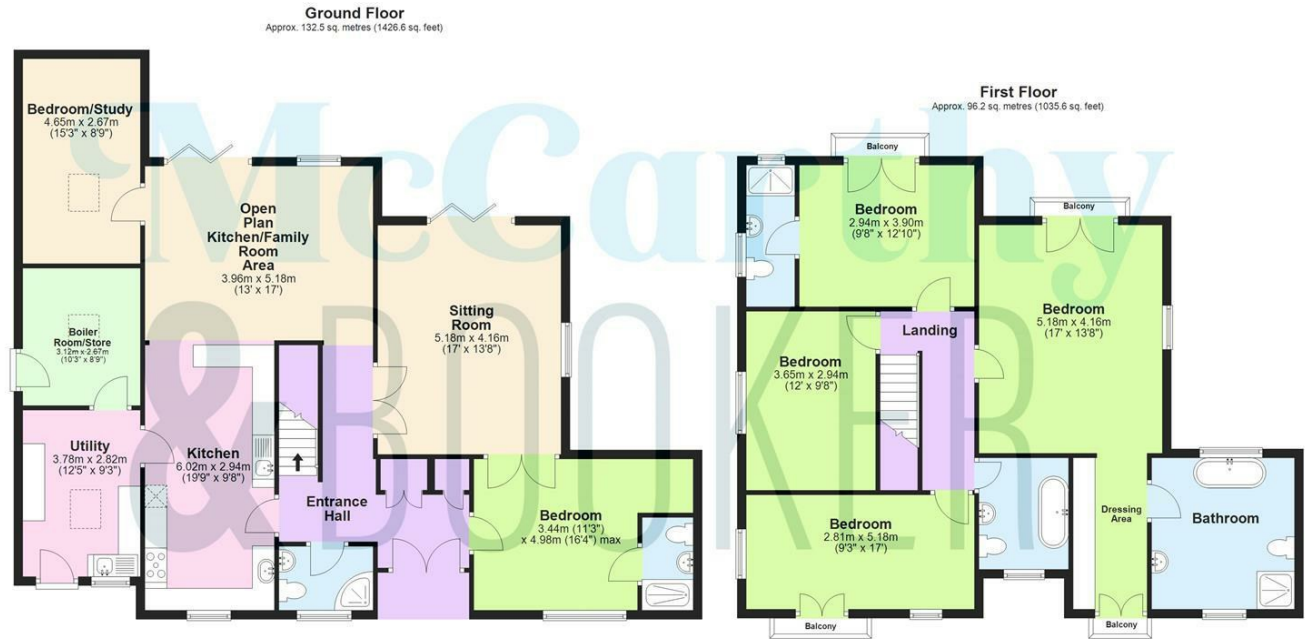 Ground Floor
Approx. 132.5 sq. metres (1426.6 sq. feet)
Bedroom/Study
4.65m x 2.67m
(15'3" x 8'9")
Open
Plan
Kitchen/Family
Room
Area
3.96m x 5.18m
(13' x 17')
Sitting
Room
5.18m x 4.16m
(17' x 13'8")
Boiler
Room/Store
3.12m x 2.67m
(10'3" x 8'9")
Utility
3.78m x 2.82m
(12'5" x 9'3")
Kitchen
6.02m x 2.94m
(19'9" x 9'8")
Entrance
Hall
Bedroom
3.44m (11'3")
x 4.98m (16'4") max
First Floor
Approx. 96.2 sq. metres (1035.6 sq. feet)
Balcony
Bedroom
2.94m x 3.90m
(9'8" x 12'10")
Balcony
Bedroom
5.18m x 4.16m
(17' x 13'8")
Landing
Bedroom
3.65m x 2.94m
(12' x 9'8")
Bedroom
2.81m x 5.18m
(9'3" x 17')
Dressing
Area
Bathroom
Balcony
Balcony
McCarthy
& BOOKER